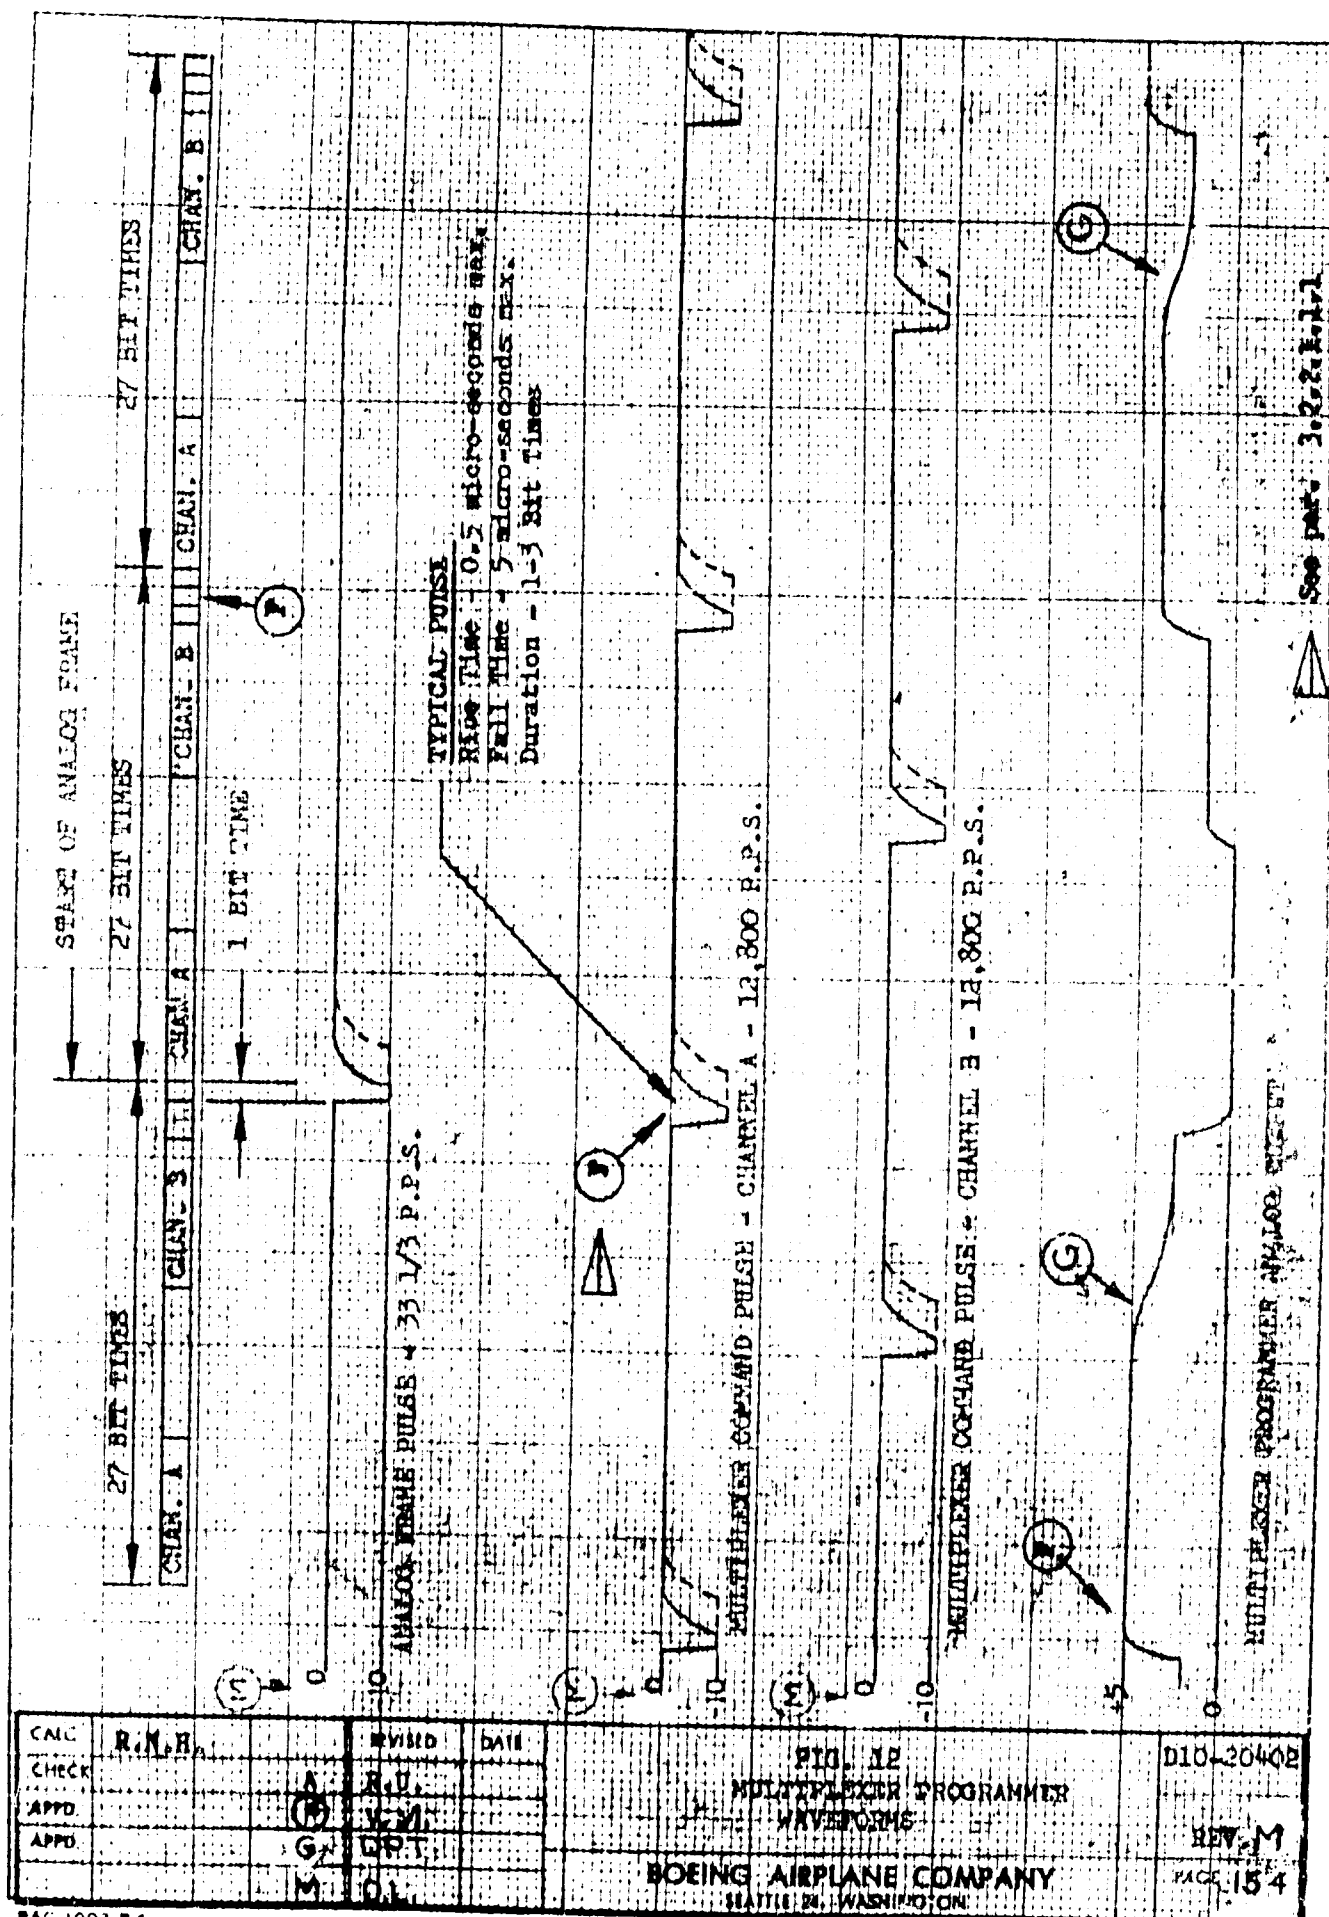 START OF ANALOG FRAME
27 BIT TIMES
27 BIT TIMES
27 BIT TIMES
CHAN. A
CHAN. B
CHAN. A
CHAN. B
CHAN. A
CHAN. B
1 BIT TIME
F
M
0
-10
ANALOG FRAME PULSE - 33 1/3 P.P.S.
TYPICAL PULSE
Rise Time - 0.5 micro-seconds max.
Fall Time - 5 micro-seconds max.
Duration - 1-3 Bit Times
F
M
0
-10
MULTIPLEXER COMMAND PULSE - CHANNEL A - 12,800 P.P.S.
M
0
-10
MULTIPLEXER COMMAND PULSE - CHANNEL B - 12,800 P.P.S.
G
G
+5
0
MULTIPLEXER PROGRAMMER ANALOG OUTPUT
See par. 3.2.2.1.1.1
CALC R.N.H. REVISED DATE
CHECK A R.U.
APPD. F V.M.
APPD. G EPT
M O.L.
FIG. 12
MULTIPLEXER PROGRAMMER
WAVEFORMS
BOEING AIRPLANE COMPANY
SEATTLE 24, WASHINGTON
D10-20402
REV. M
PAGE 154